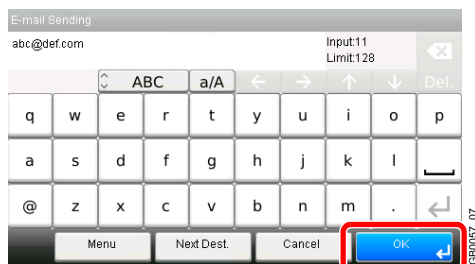 E-mail Sending
abc@def.com
Input:11
Limit:128
ABC a/A Del.
q w e r t y u i o p
a s d f g h j k l
@ z x c v b n m .
Menu Next Dest. Cancel OK
GB0057_07